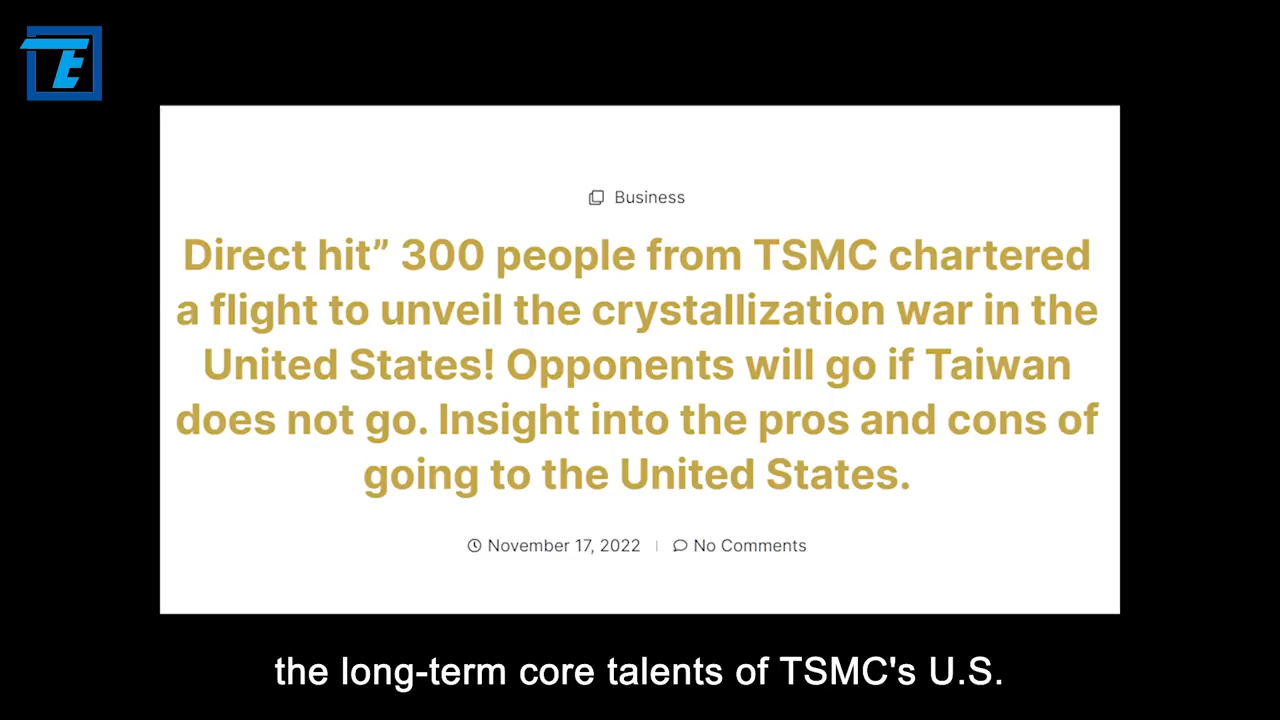 TE
Business
Direct hit” 300 people from TSMC chartered
a flight to unveil the crystallization war in the
United States! Opponents will go if Taiwan
does not go. Insight into the pros and cons of
going to the United States.
November 17, 2022 | No Comments
the long-term core talents of TSMC's U.S.